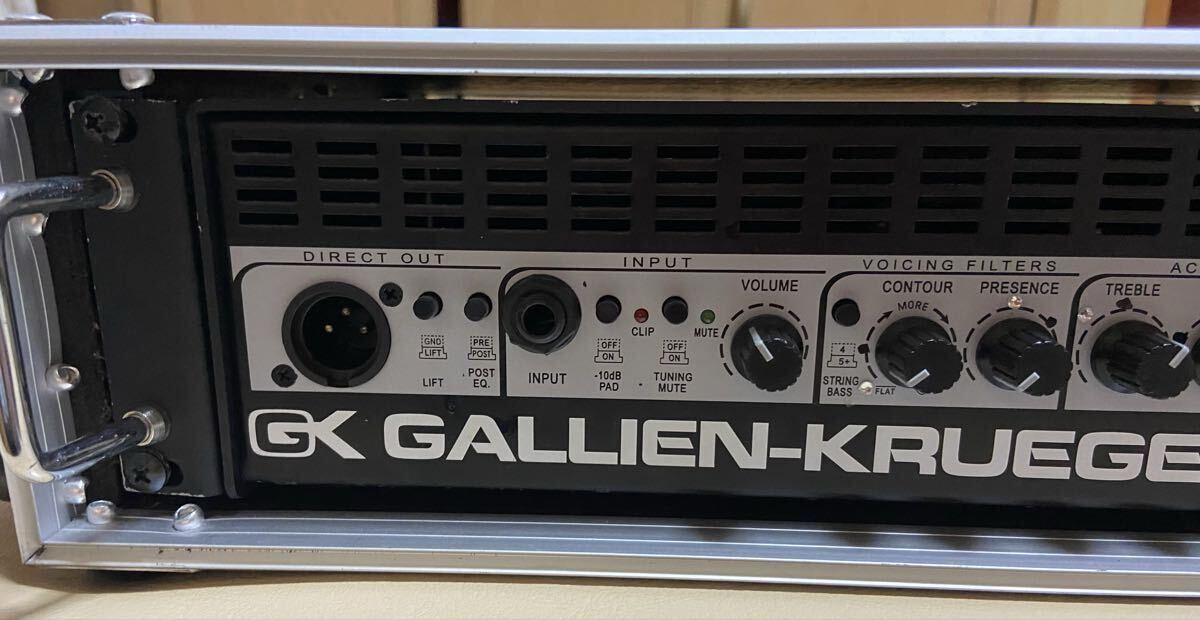 DIRECT OUT
GND
LIFT
LIFT
PRE
POST
POST
EQ.
INPUT
INPUT
OFF
ON
-10dB
PAD
CLIP
OFF
ON
TUNING
MUTE
MUTE
VOLUME
VOICING FILTERS
4
5+
STRING
BASS
CONTOUR
MORE
FLAT
PRESENCE
AC
TREBLE
GK GALLIEN-KRUEGE